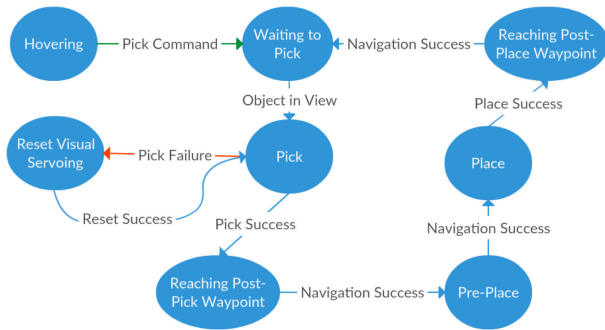 Hovering
Pick Command
Waiting to
Pick
Navigation Success
Reaching Post-
Place Waypoint
Object in View
Place Success
Reset Visual
Servoing
Pick Failure
Pick
Place
Reset Success
Pick Success
Navigation Success
Reaching Post-
Pick Waypoint
Navigation Success
Pre-Place